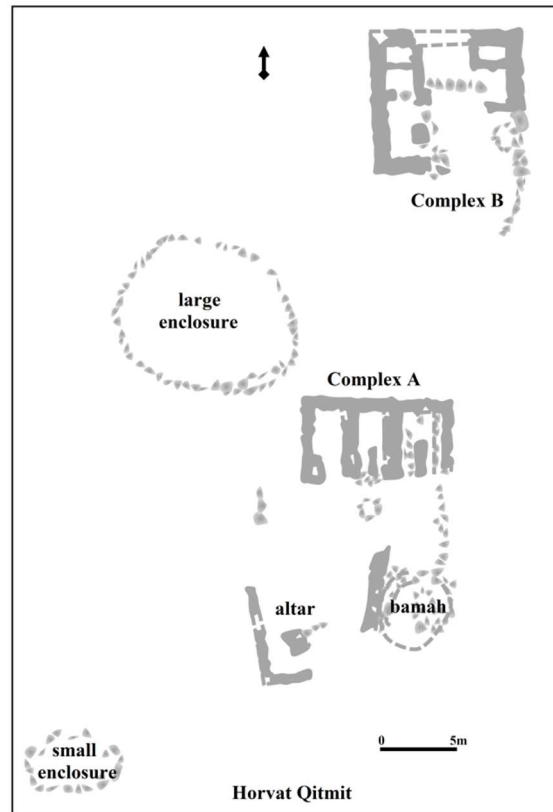 Complex B
large
enclosure
Complex A
altar
bamah
small
enclosure
0 5m
Horvat Qitmit